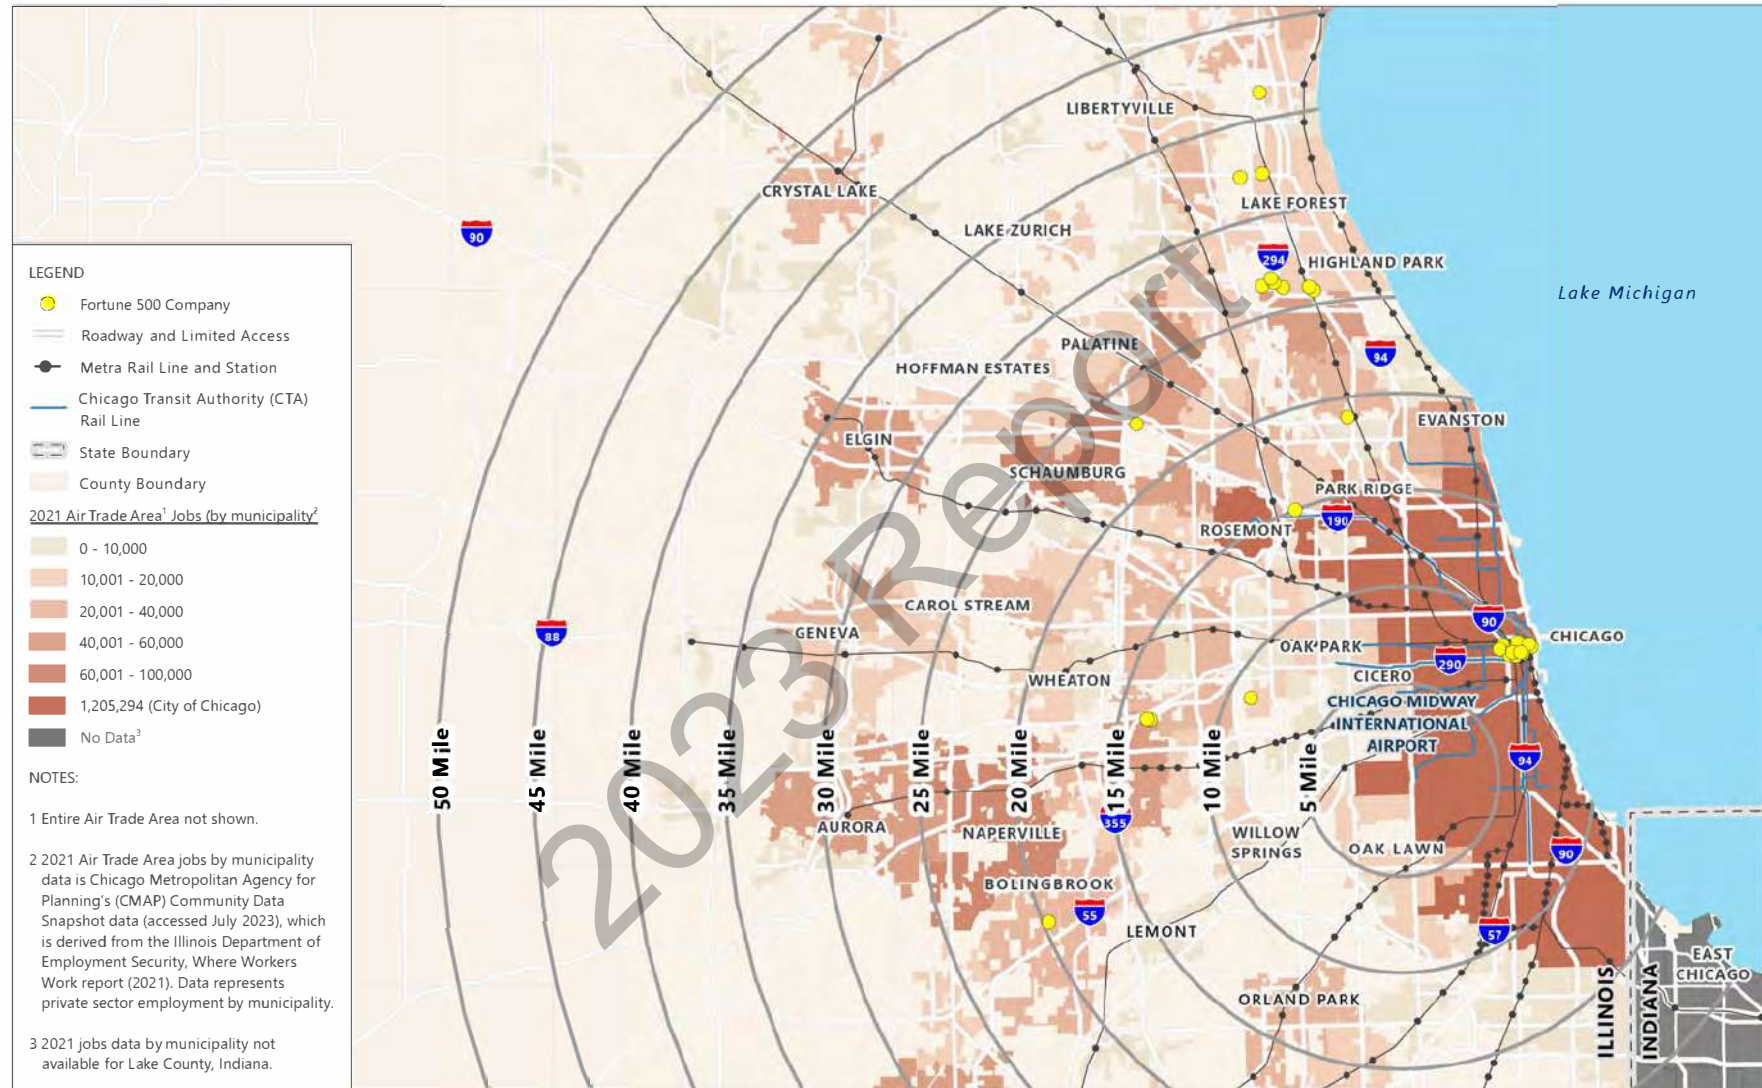 LIBERTYVILLE
CRYSTAL LAKE
LAKE FOREST
LAKE ZURICH
90
294
HIGHLAND PARK
Lake Michigan
PALATINE
94
HOFFMAN ESTATES
EVANSTON
ELGIN
SCHAUMBURG
PARK RIDGE
190
ROSEMONT
CAROL STREAM
GENEVA
88
90
CHICAGO
OAK PARK
290
CICERO
WHEATON
CHICAGO MIDWAY
INTERNATIONAL
AIRPORT
50 Mile
45 Mile
40 Mile
35 Mile
30 Mile
25 Mile
20 Mile
15 Mile
10 Mile
5 Mile
94
355
AURORA
NAPERVILLE
WILLOW
SPRINGS
OAK LAWN
90
BOLINGBROOK
55
LEMONT
57
EAST
CHICAGO
ORLAND PARK
ILLINOIS
INDIANA
2023 Report
LEGEND
Fortune 500 Company
Roadway and Limited Access
Metra Rail Line and Station
Chicago Transit Authority (CTA)
Rail Line
State Boundary
County Boundary
2021 Air Trade Area¹ Jobs (by municipality²
0 - 10,000
10,001 - 20,000
20,001 - 40,000
40,001 - 60,000
60,001 - 100,000
1,205,294 (City of Chicago)
No Data³
NOTES:
1 Entire Air Trade Area not shown.
2 2021 Air Trade Area jobs by municipality
data is Chicago Metropolitan Agency for
Planning's (CMAP) Community Data
Snapshot data (accessed July 2023), which
is derived from the Illinois Department of
Employment Security, Where Workers
Work report (2021). Data represents
private sector employment by municipality.
3 2021 jobs data by municipality not
available for Lake County, Indiana.